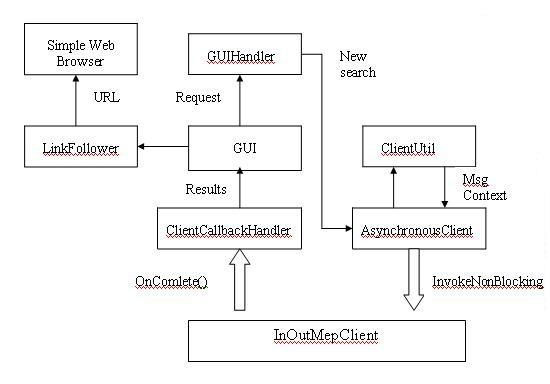 Simple Web
Browser
GUIHandler
New
search
URL
Request
LinkFollower
GUI
ClientUtil
Results
Msg
Context
ClientCallbackHandler
AsynchronousClient
OnComlete()
InvokeNonBlocking
InOutMepClient